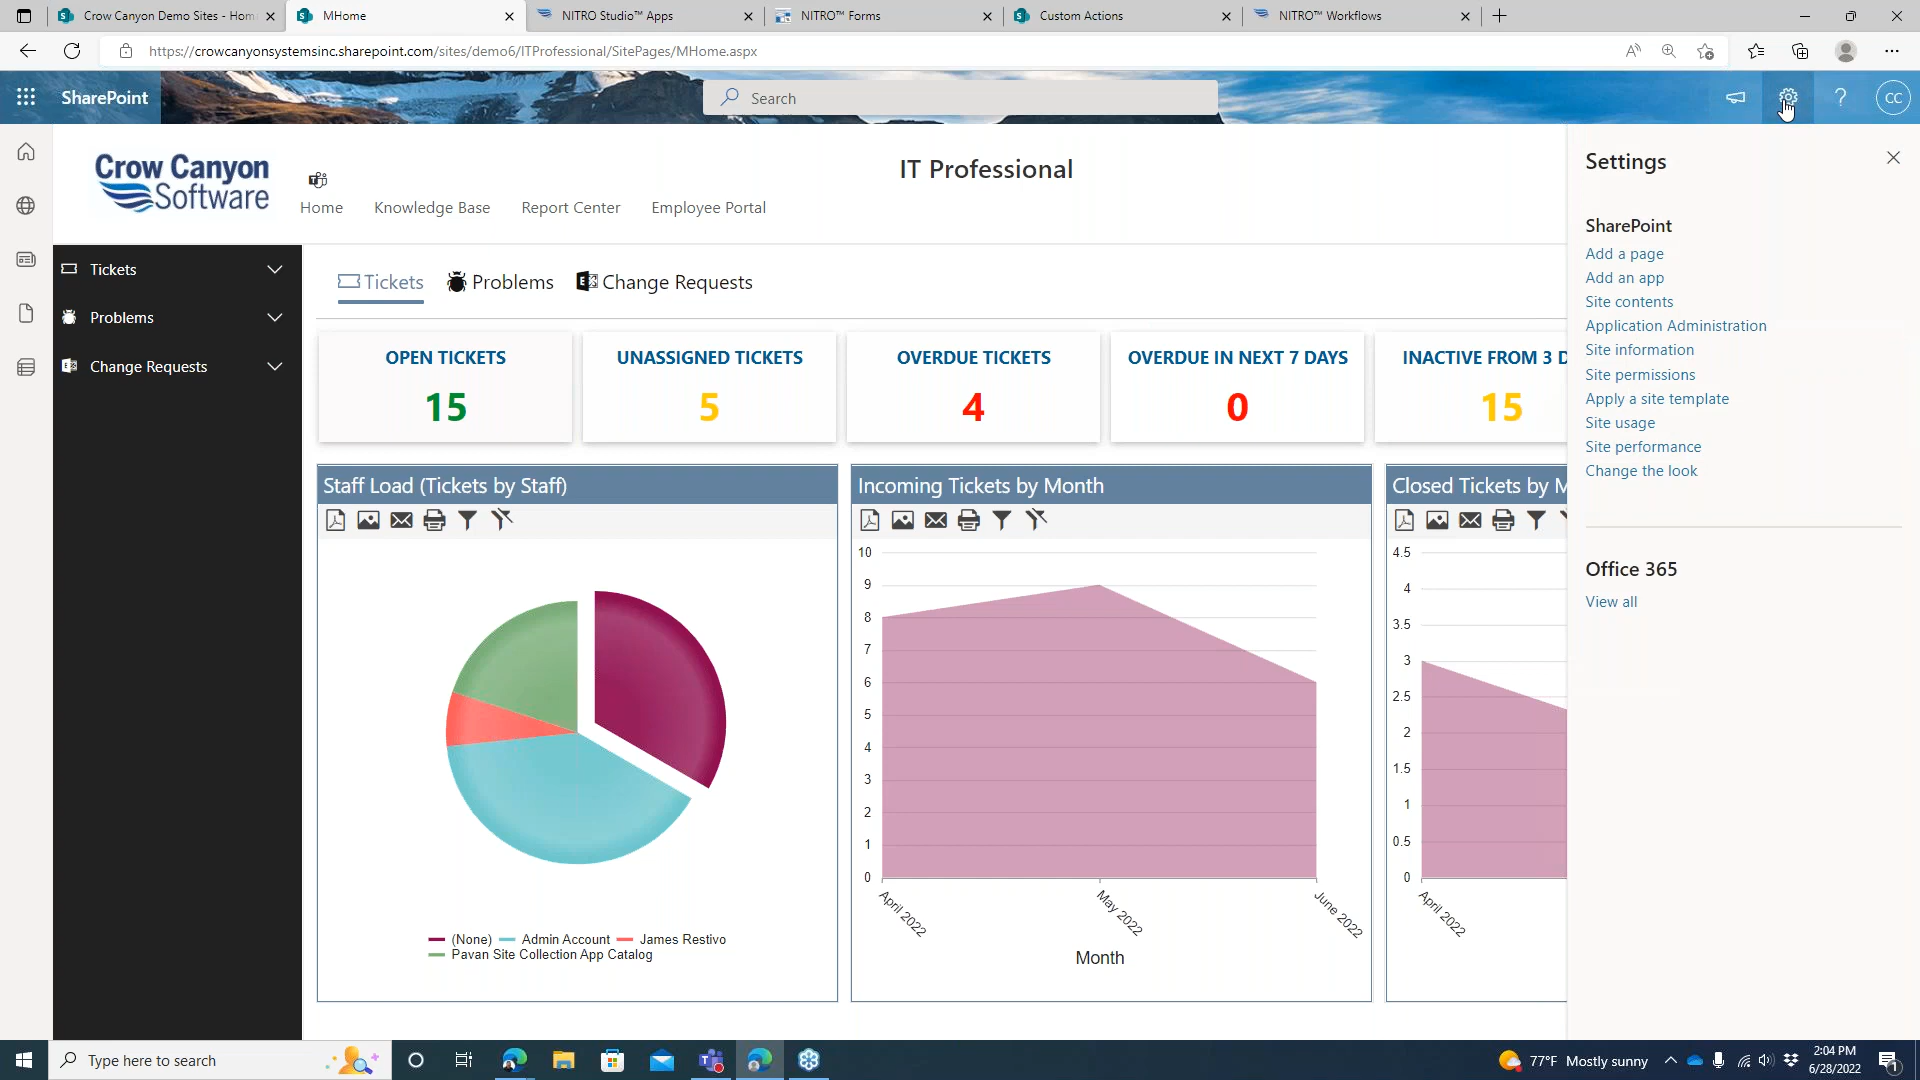 Crow Canyon Demo Sites - Hom
MHome
NITRO Studio™ Apps
NITRO™ Forms
Custom Actions
NITRO™ Workflows
https://crowcanyonsystemsinc.sharepoint.com/sites/demo6/ITProfessional/SitePages/MHome.aspx
SharePoint
Search
CC
Crow Canyon
Software
Home
Knowledge Base
Report Center
Employee Portal
IT Professional
Settings
SharePoint
Add a page
Add an app
Site contents
Application Administration
Site information
Site permissions
Apply a site template
Site usage
Site performance
Change the look
Office 365
View all
Tickets
Problems
Change Requests
Tickets
Problems
Change Requests
OPEN TICKETS
15
UNASSIGNED TICKETS
5
OVERDUE TICKETS
4
OVERDUE IN NEXT 7 DAYS
0
INACTIVE FROM 3 D
15
Staff Load (Tickets by Staff)
(None) Admin Account James Restivo
Pavan Site Collection App Catalog
Incoming Tickets by Month
10
9
8
7
6
5
4
3
2
1
0
April 2022
May 2022
June 2022
Month
Closed Tickets by M
4.5
4
3.5
3
2.5
2
1.5
1
0.5
0
April 2022
Type here to search
77°F Mostly sunny
2:04 PM
6/28/2022
1